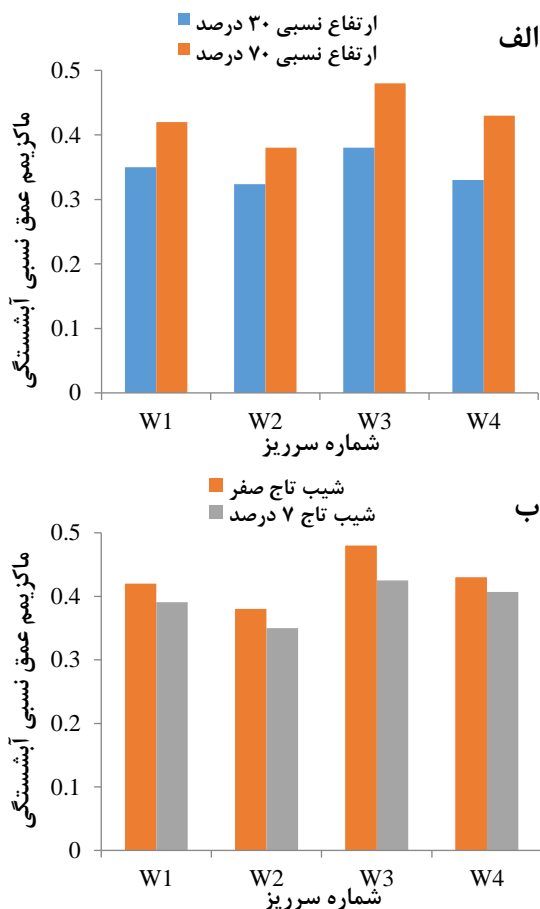 الف
ارتفاع نسبی ۳۰ درصد
ارتفاع نسبی ۷۰ درصد
ماکزیمم عمق نسبی آبشستگی
0.5
0.4
0.3
0.2
0.1
0
W1 W2 W3 W4
شماره سرریز
ب
شیب تاج صفر
شیب تاج ۷ درصد
ماکزیمم عمق نسبی آبشستگی
0.5
0.4
0.3
0.2
0.1
0
W1 W2 W3 W4
شماره سرریز